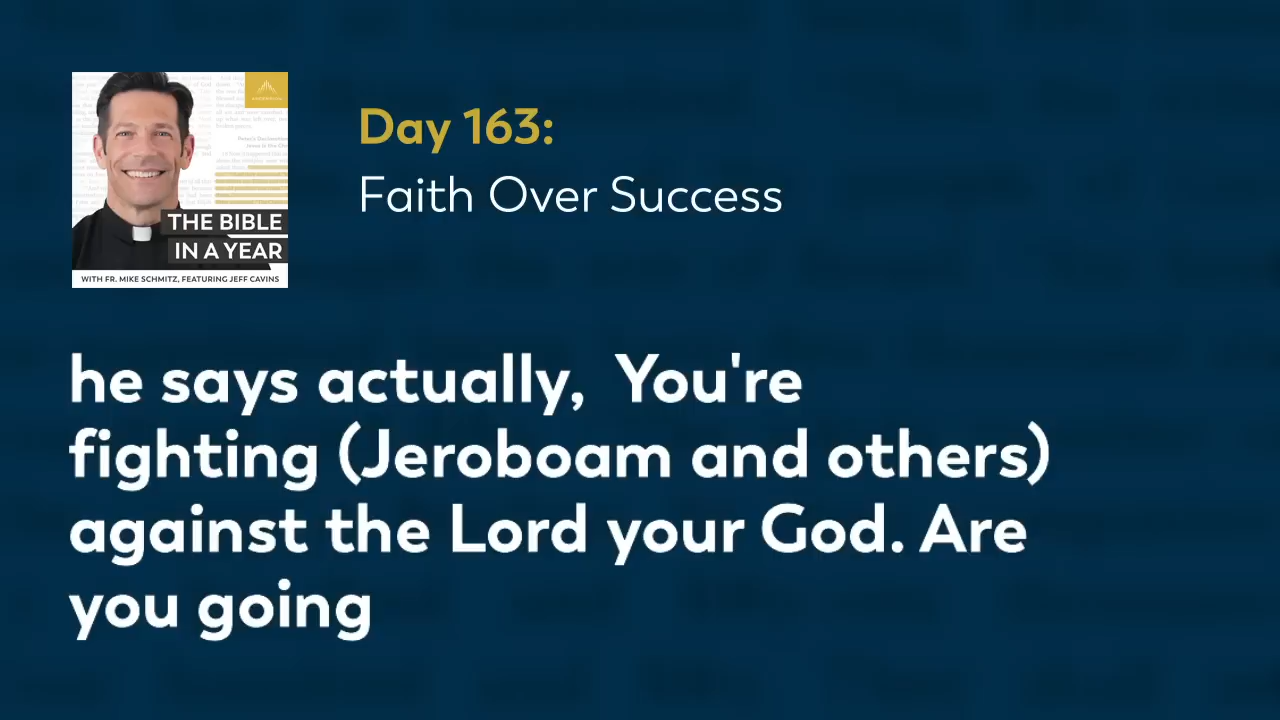 THE BIBLE
IN A YEAR
WITH FR. MIKE SCHMITZ, FEATURING JEFF CAVINS
Day 163:
Faith Over Success
he says actually,  You're
fighting (Jeroboam and others)
against the Lord your God. Are
you going